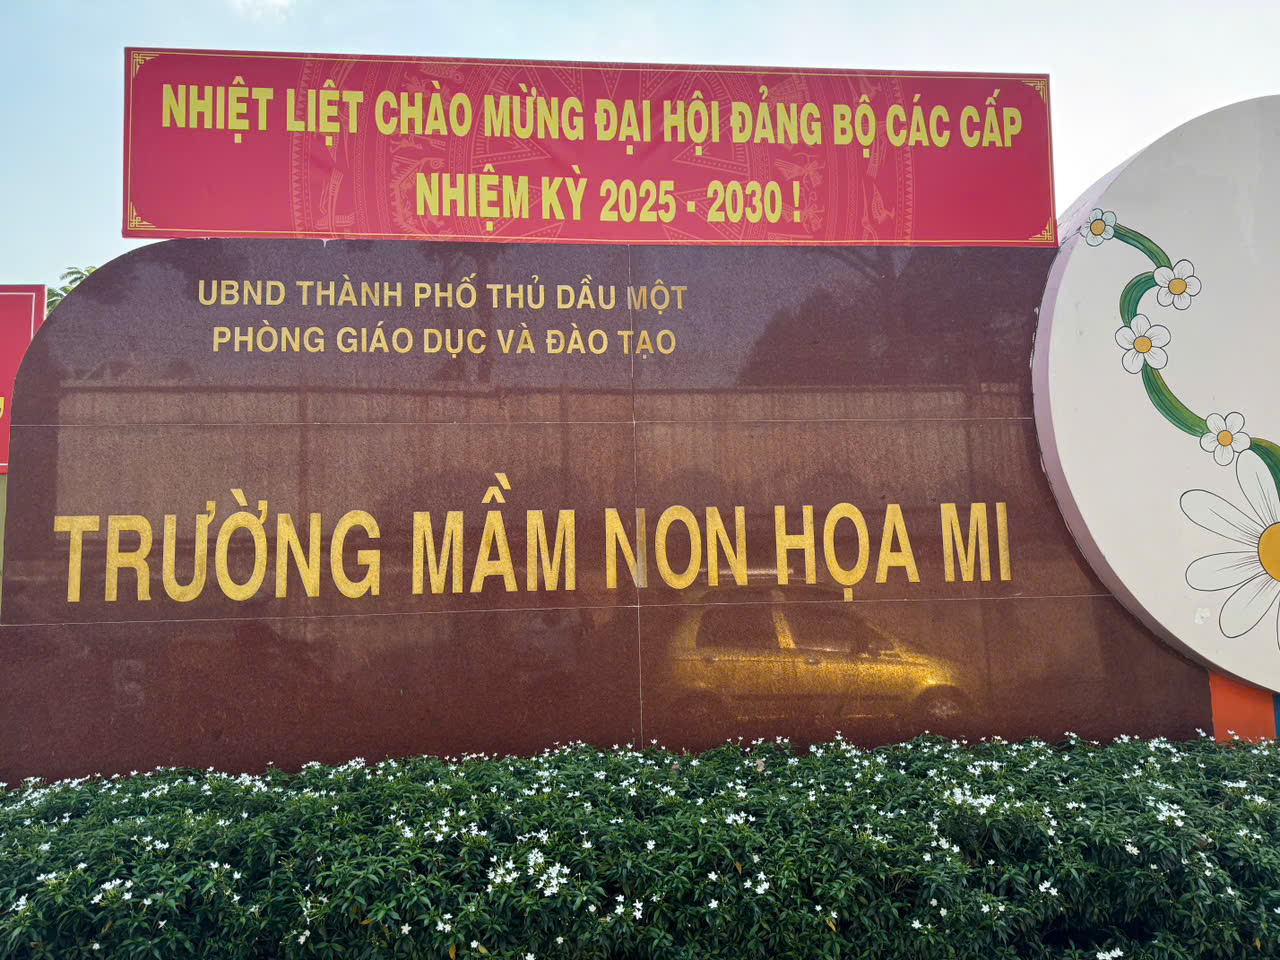 NHIỆT LIỆT CHÀO MỪNG ĐẠI HỘI ĐẢNG BỘ CÁC CẤP
NHIỆM KỲ 2025 - 2030 !
UBND THÀNH PHỐ THỦ DẦU MỘT
PHÒNG GIÁO DỤC VÀ ĐÀO TẠO
TRƯỜNG MẦM NON HỌA MI